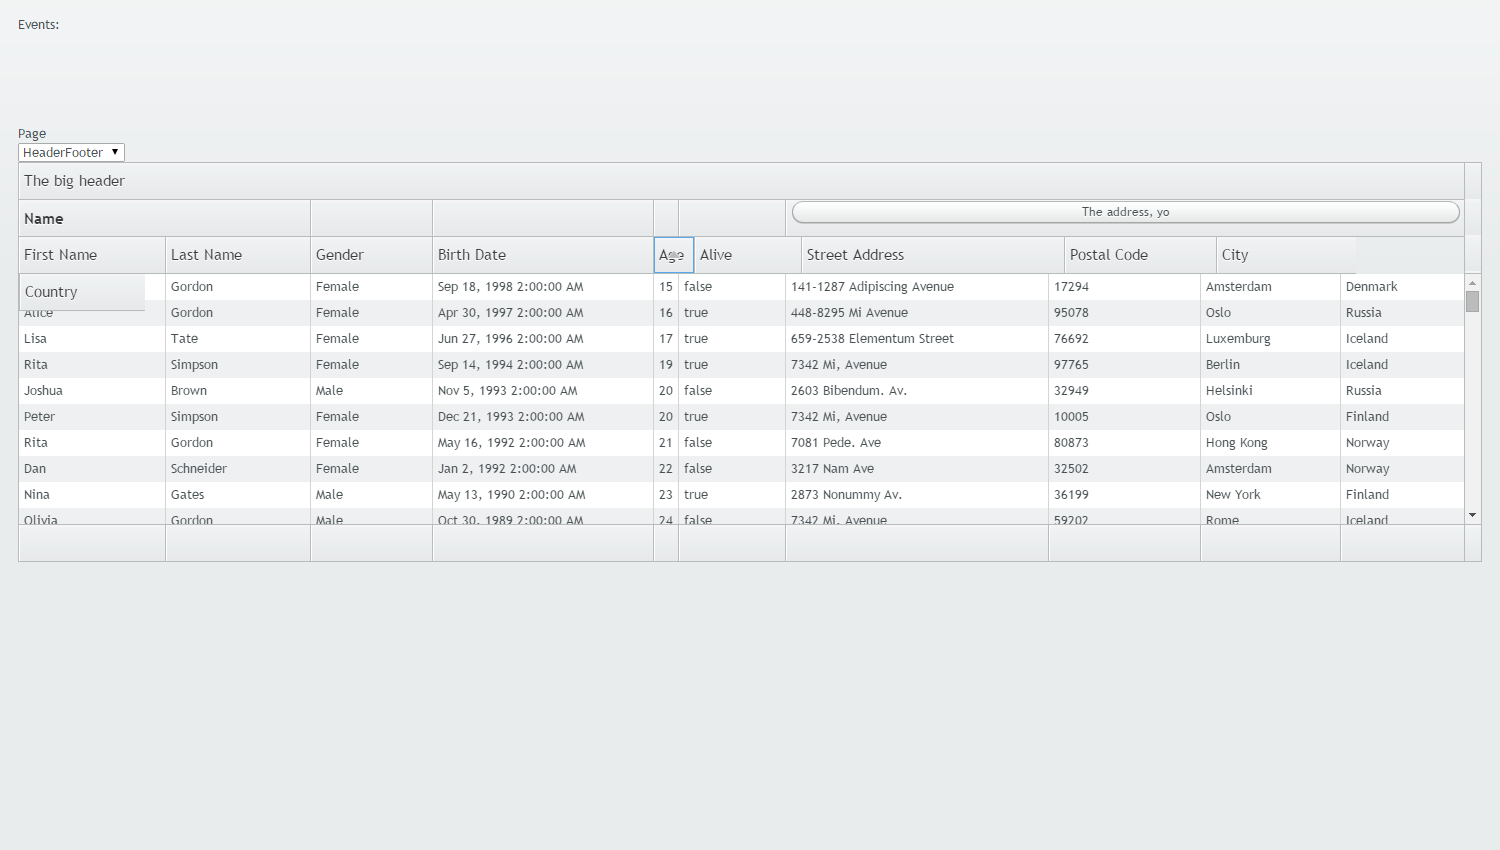 Events:
Page
HeaderFooter
The big header
Name The address, yo
First Name Last Name Gender Birth Date Age Alive Street Address Postal Code City
Country Gordon Female Sep 18, 1998 2:00:00 AM 15 false 141-1287 Adipiscing Avenue 17294 Amsterdam Denmark
Alice Gordon Female Apr 30, 1997 2:00:00 AM 16 true 448-8295 Mi Avenue 95078 Oslo Russia
Lisa Tate Female Jun 27, 1996 2:00:00 AM 17 true 659-2538 Elementum Street 76692 Luxemburg Iceland
Rita Simpson Female Sep 14, 1994 2:00:00 AM 19 true 7342 Mi, Avenue 97765 Berlin Iceland
Joshua Brown Male Nov 5, 1993 2:00:00 AM 20 false 2603 Bibendum. Av. 32949 Helsinki Russia
Peter Simpson Female Dec 21, 1993 2:00:00 AM 20 true 7342 Mi, Avenue 10005 Oslo Finland
Rita Gordon Female May 16, 1992 2:00:00 AM 21 false 7081 Pede. Ave 80873 Hong Kong Norway
Dan Schneider Female Jan 2, 1992 2:00:00 AM 22 false 3217 Nam Ave 32502 Amsterdam Norway
Nina Gates Male May 13, 1990 2:00:00 AM 23 true 2873 Nonummy Av. 36199 New York Finland
Olivia Gordon Male Oct 30, 1989 2:00:00 AM 24 false 7342 Mi, Avenue 59202 Rome Iceland